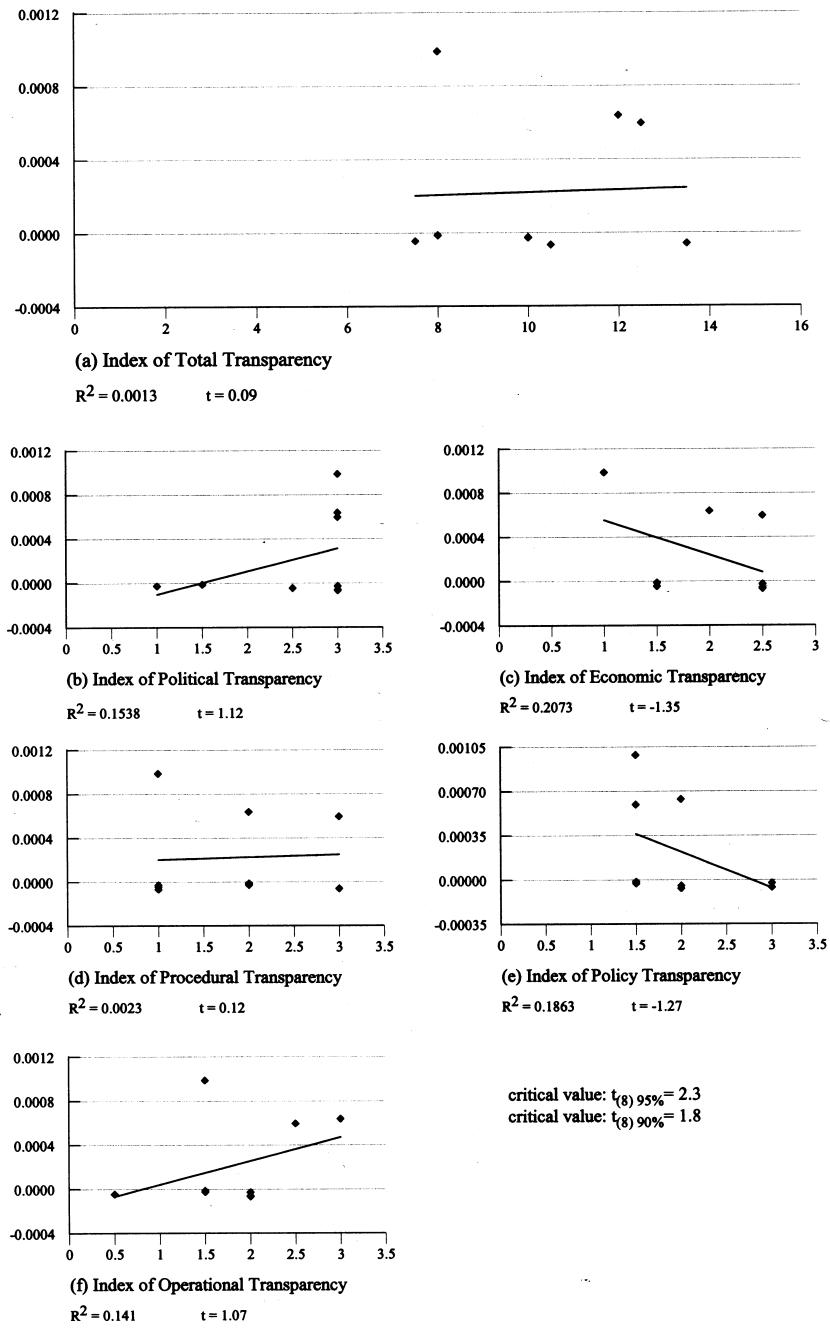 0.0012
0.0008
0.0004
0.0000
-0.0004
0 2 4 6 8 10 12 14 16
(a) Index of Total Transparency
R2 = 0.0013 t = 0.09
0.0012
0.0008
0.0004
0.0000
-0.0004
0 0.5 1 1.5 2 2.5 3 3.5
(b) Index of Political Transparency
R2 = 0.1538 t = 1.12
0.0012
0.0008
0.0004
0.0000
-0.0004
0 0.5 1 1.5 2 2.5 3
(c) Index of Economic Transparency
R2 = 0.2073 t = -1.35
0.0012
0.0008
0.0004
0.0000
-0.0004
0 0.5 1 1.5 2 2.5 3 3.5
(d) Index of Procedural Transparency
R2 = 0.0023 t = 0.12
0.00105
0.00070
0.00035
0.00000
-0.00035
0 0.5 1 1.5 2 2.5 3 3.5
(e) Index of Policy Transparency
R2 = 0.1863 t = -1.27
0.0012
0.0008
0.0004
0.0000
-0.0004
0 0.5 1 1.5 2 2.5 3 3.5
(f) Index of Operational Transparency
R2 = 0.141 t = 1.07
critical value: t(8) 95%= 2.3
critical value: t(8) 90%= 1.8